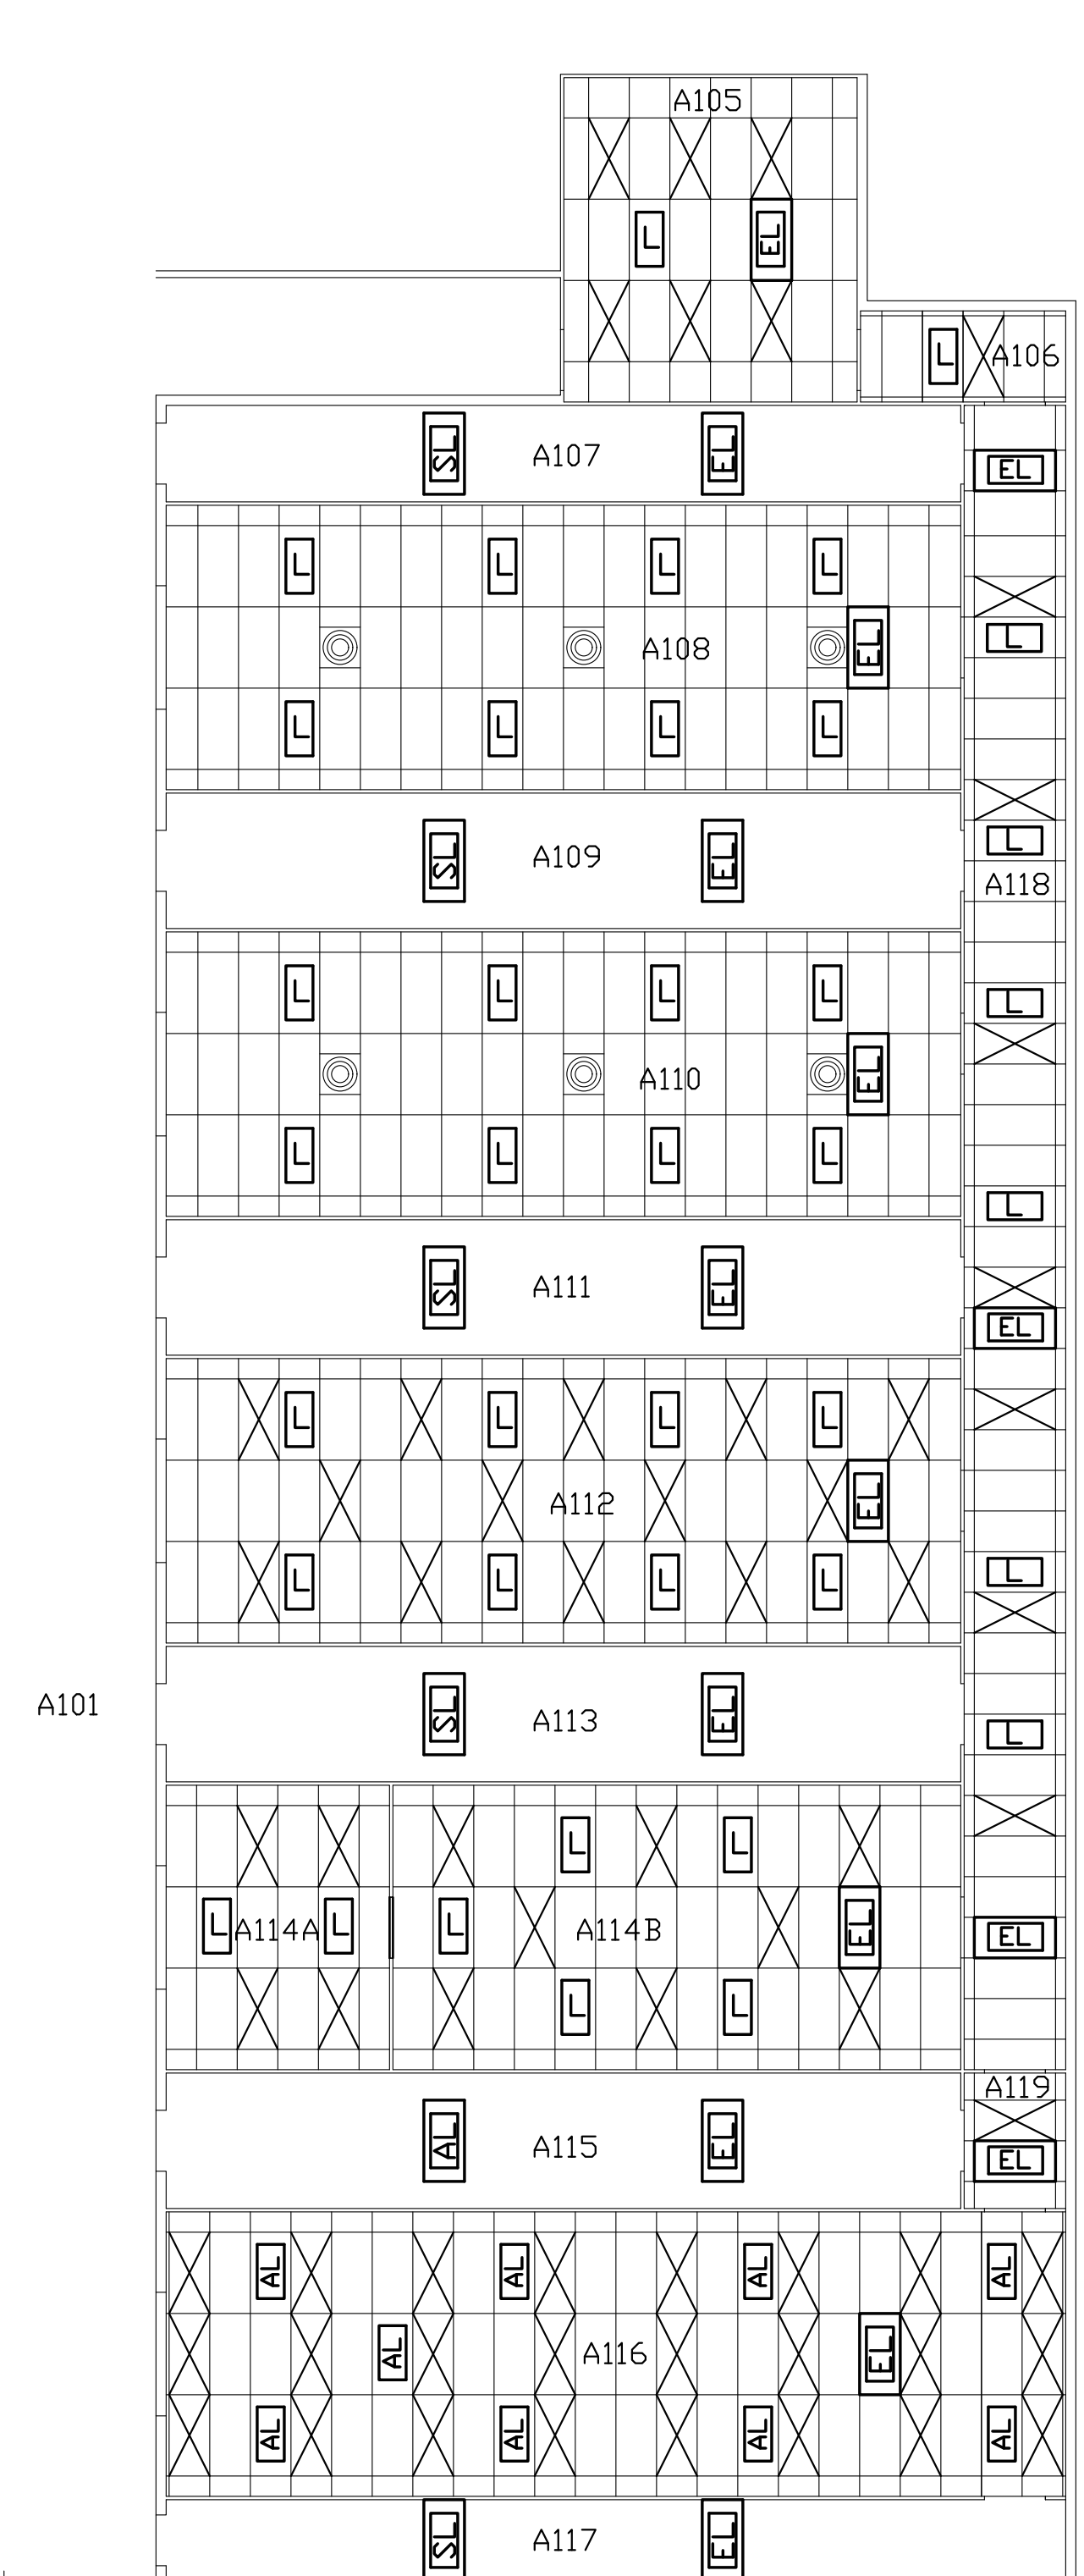 A105
L EL
L A106
SL A107 EL
EL
L L L L
L
A108 EL
L L L L
L
SL A109 EL
A118
L L L L
L
A110 EL
L L L L
L
SL A111 EL
EL
L L L L
A112 EL
L L L L
L
A101
SL A113 EL
L
L L
L A114A L L A114B EL
EL
L L
A119
AL A115 EL
EL
AL AL AL AL
AL A116 EL
AL AL AL AL
SL A117 EL